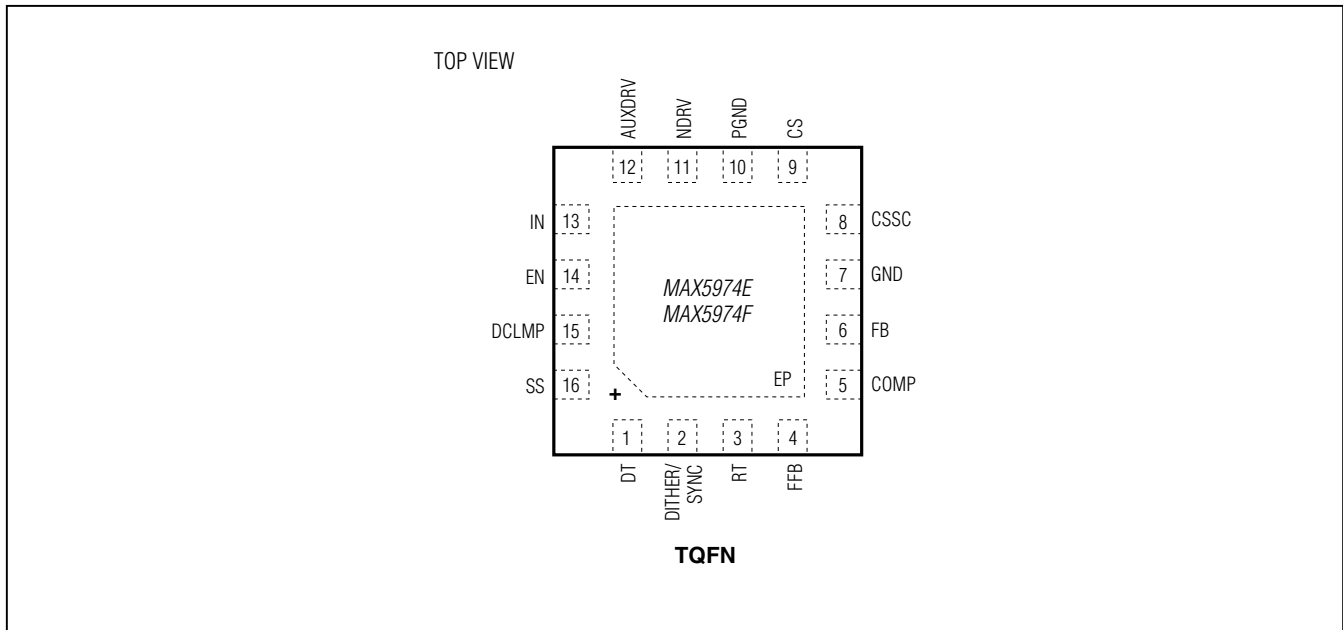 TOP VIEW
AUXDRV
NDRV
PGND
CS
12 11 10 9
IN 13
EN 14
DCLMP 15
SS 16
8 CSSC
7 GND
6 FB
5 COMP
MAX5974E
MAX5974F
EP
+
1 2 3 4
DT
DITHER/
SYNC
RT
FFB
TQFN